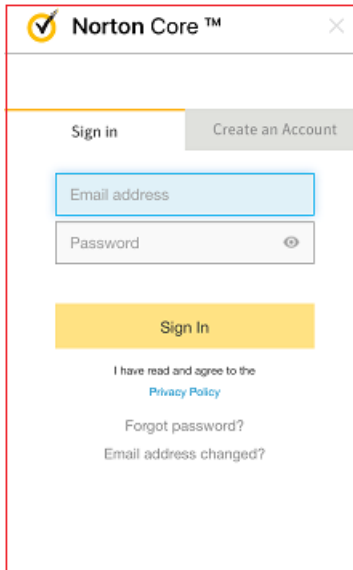 Norton Core ™
Sign in
Create an Account
Email address
Password
Sign In
I have read and agree to the
Privacy Policy
Forgot password?
Email address changed?